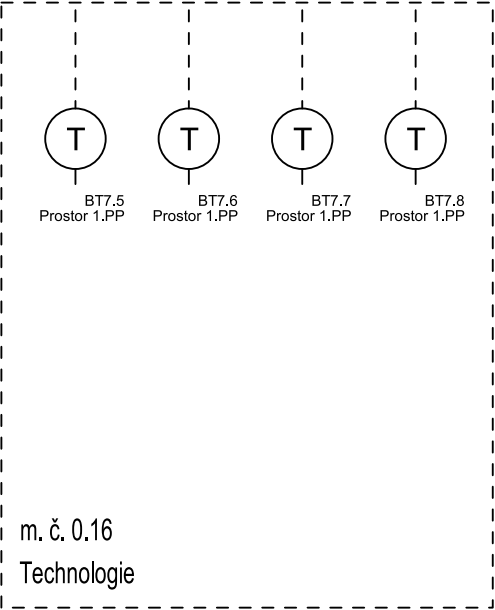 T T T T
BT7.5 BT7.6 BT7.7 BT7.8
Prostor 1.PP Prostor 1.PP Prostor 1.PP Prostor 1.PP
m. č. 0.16
Technologie